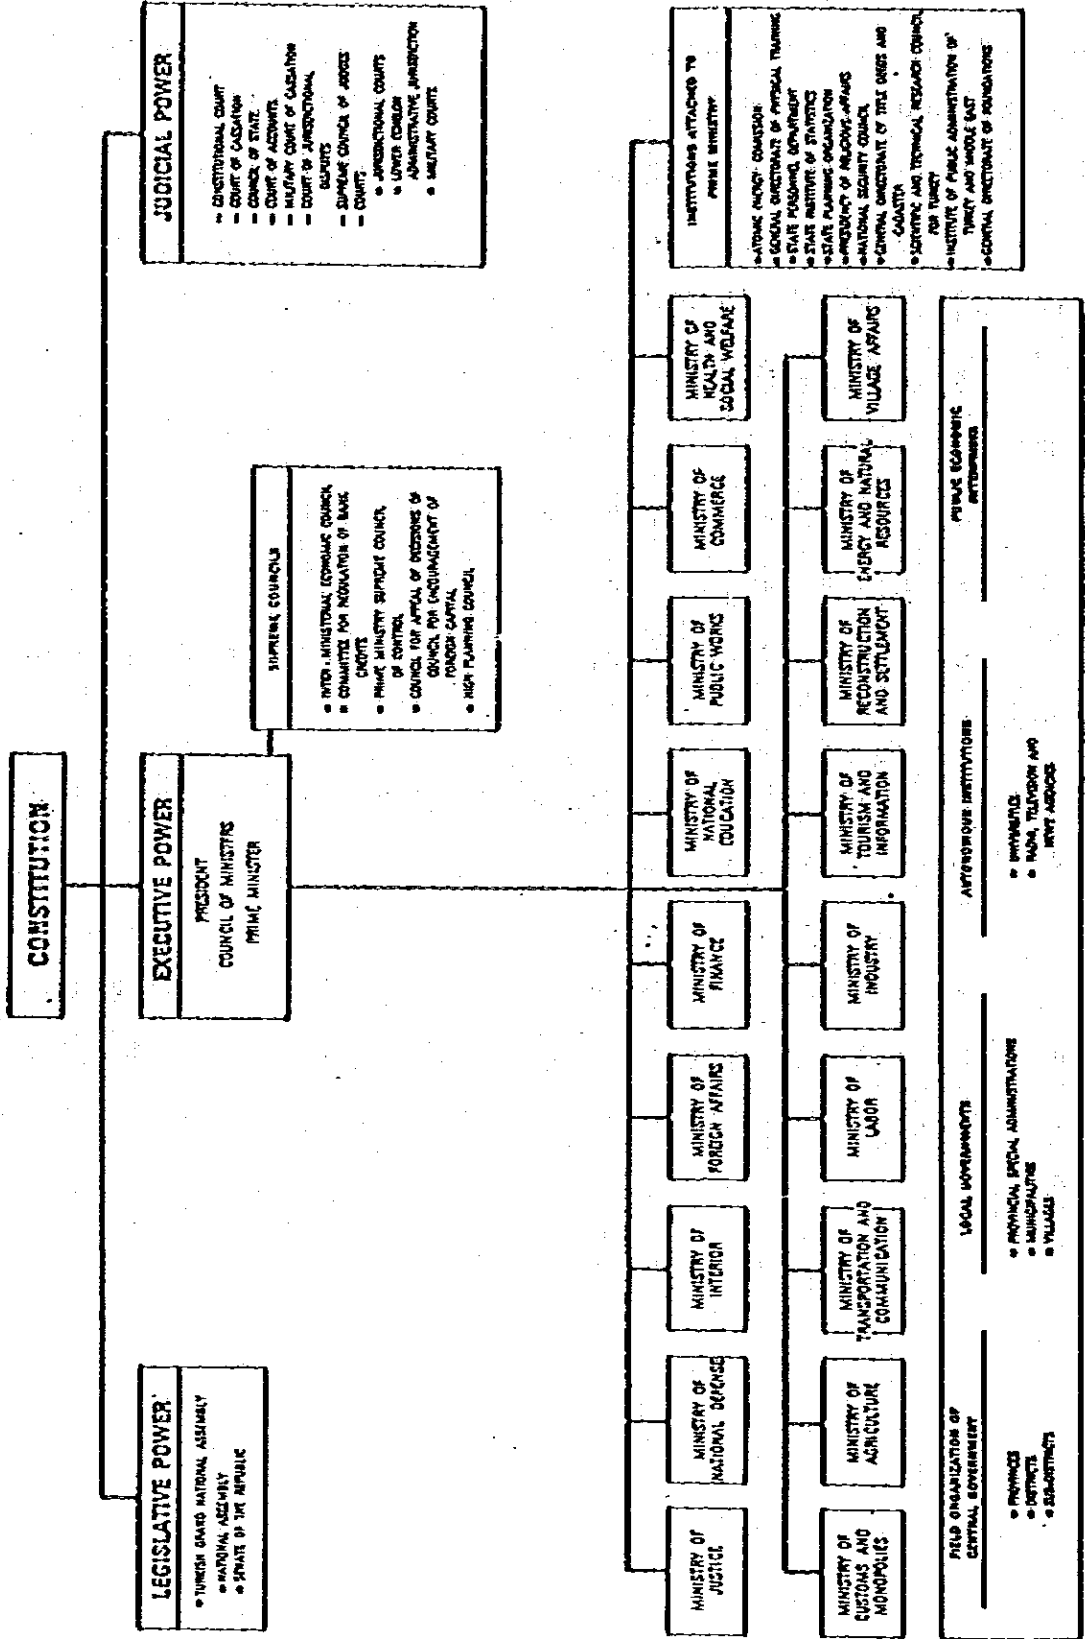 CONSTITUTION
LEGISLATIVE POWER
TURKISH GRAND NATIONAL ASSEMBLY
NATIONAL ASSEMBLY
SENATE OF THE REPUBLIC
EXECUTIVE POWER
PRESIDENT
COUNCIL OF MINISTERS
PRIME MINISTER
JUDICIAL POWER
— CONSTITUTIONAL COURT
— COURT OF CASSATION
— COUNCIL OF STATE
— COURT OF ACCOUNTS
— MILITARY COURT OF CASSATION
— COURT OF JURISDICTIONAL
DISPUTS
— SUPREME COUNCIL OF JUDGES
— COURTS
JURISDICTIONAL COURTS
LOWER ECHELON
ADMINISTRATIVE JURISDICTION
MILITARY COURTS
SUPREME COUNCILS
INTER-MINISTERIAL ECONOMIC COUNCIL
COMMITTEE FOR REGULATION OF BANK
CREDITS
PRIME MINISTRY SUPREME COUNCIL
OF CONTROL
COUNCIL FOR APPEAL OF DECISIONS OF
COUNCIL FOR ENCOURAGEMENT OF
FOREIGN CAPITAL
HIGH PLANNING COUNCIL
MINISTRY OF
JUSTICE
MINISTRY OF
NATIONAL DEFENSE
MINISTRY OF
INTERIOR
MINISTRY OF
FOREIGN AFFAIRS
MINISTRY OF
FINANCE
MINISTRY OF
NATIONAL
EDUCATION
MINISTRY OF
PUBLIC WORKS
MINISTRY OF
COMMERCE
MINISTRY OF
HEALTH AND
SOCIAL WELFARE
INSTITUTIONS ATTACHED TO
PRIME MINISTRY
ATOMIC ENERGY COMISSION
GENERAL DIRECTORATE OF PHYSICAL TRAINING
STATE PERSONNEL DEPARTMENT
STATE INSTITUTE OF STATISTICS
STATE PLANNING ORGANIZATION
PRESIDENCY OF RELIGIOUS AFFAIRS
NATIONAL SECURITY COUNCIL
GENERAL DIRECTORATE OF TITLE DEEDS AND
CADASTER
SCIENTIFIC AND TECHNICAL RESEARCH COUNCIL
FOR TURKEY
INSTITUTE OF PUBLIC ADMINISTRATION OF
TURKEY AND MIDDLE EAST
GENERAL DIRECTORATE OF FOUNDATIONS
MINISTRY OF
CUSTOMS AND
MONOPOLIES
MINISTRY OF
AGRICULTURE
MINISTRY OF
TRANSPORTATION AND
COMMUNICATION
MINISTRY OF
LABOR
MINISTRY OF
INDUSTRY
MINISTRY OF
TOURISM AND
INFORMATION
MINISTRY OF
RECONSTRUCTION
AND SETTLEMENT
MINISTRY OF
ENERGY AND NATURAL
RESOURCES
MINISTRY OF
VILLAGE AFFAIRS
FIELD ORGANIZATION OF
CENTRAL GOVERNMENT
PROVINCES
DISTRICTS
SUB-DISTRICTS
LOCAL GOVERNMENTS
PROVINCIAL SPECIAL ADMINISTRATIONS
MUNICIPALITIES
VILLAGES
AUTONOMOUS INSTITUTIONS
UNIVERSITIES
RADIO, TELEVISION AND
NEWS AGENCIES
PUBLIC ECONOMIC
ENTERPRISES